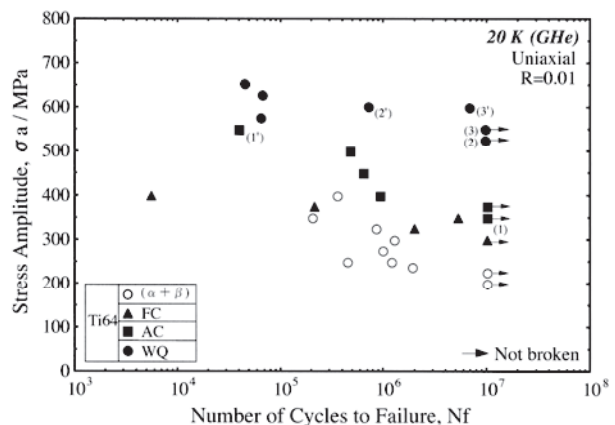 800
700
600
500
400
300
200
100
0
Stress Amplitude, σ a / MPa
20 K (GHe)
Uniaxial
R=0.01
(1')
(2')
(3')
(3)
(2)
(1)
Ti64
(α+β)
FC
AC
WQ
Not broken
10³ 10⁴ 10⁵ 10⁶ 10⁷ 10⁸
Number of Cycles to Failure, Nf